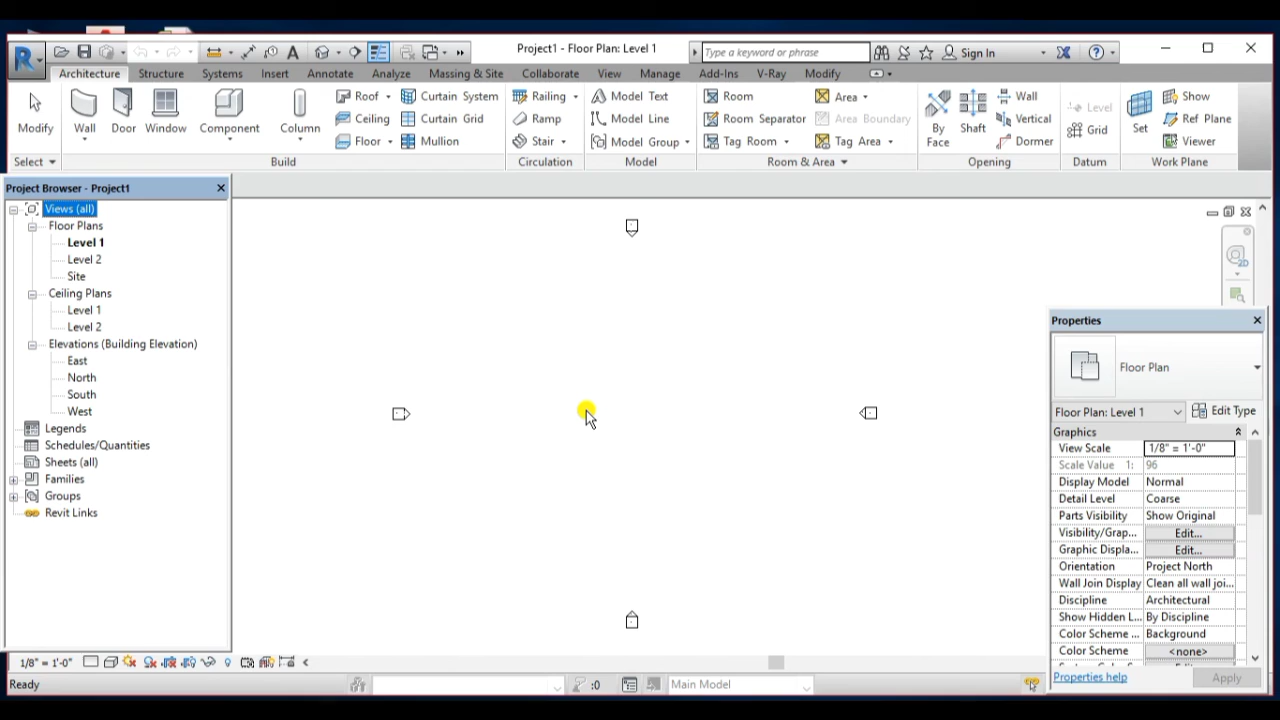 Project1 - Floor Plan: Level 1
Type a keyword or phrase
Sign In
Architecture Structure Systems Insert Annotate Analyze Massing & Site Collaborate View Manage Add-Ins V-Ray Modify
Modify
Wall
Door
Window
Component
Column
Roof
Ceiling
Floor
Curtain System
Curtain Grid
Mullion
Railing
Ramp
Stair
Model Text
Model Line
Model Group
Room
Room Separator
Tag Room
Area
Area Boundary
Tag Area
By
Face
Shaft
Wall
Vertical
Dormer
Level
Grid
Set
Show
Ref Plane
Viewer
Select Build Circulation Model Room & Area Opening Datum Work Plane
Project Browser - Project1
Views (all)
Floor Plans
Level 1
Level 2
Site
Ceiling Plans
Level 1
Level 2
Elevations (Building Elevation)
East
North
South
West
Legends
Schedules/Quantities
Sheets (all)
Families
Groups
Revit Links
2D
Properties
Floor Plan
Floor Plan: Level 1 Edit Type
Graphics
View Scale 1/8" = 1'-0"
Scale Value 1: 96
Display Model Normal
Detail Level Coarse
Parts Visibility Show Original
Visibility/Grap... Edit...
Graphic Displa... Edit...
Orientation Project North
Wall Join Display Clean all wall joi...
Discipline Architectural
Show Hidden L... By Discipline
Color Scheme ... Background
Color Scheme <none>
Properties help Apply
1/8" = 1'-0"
Ready
:0
Main Model